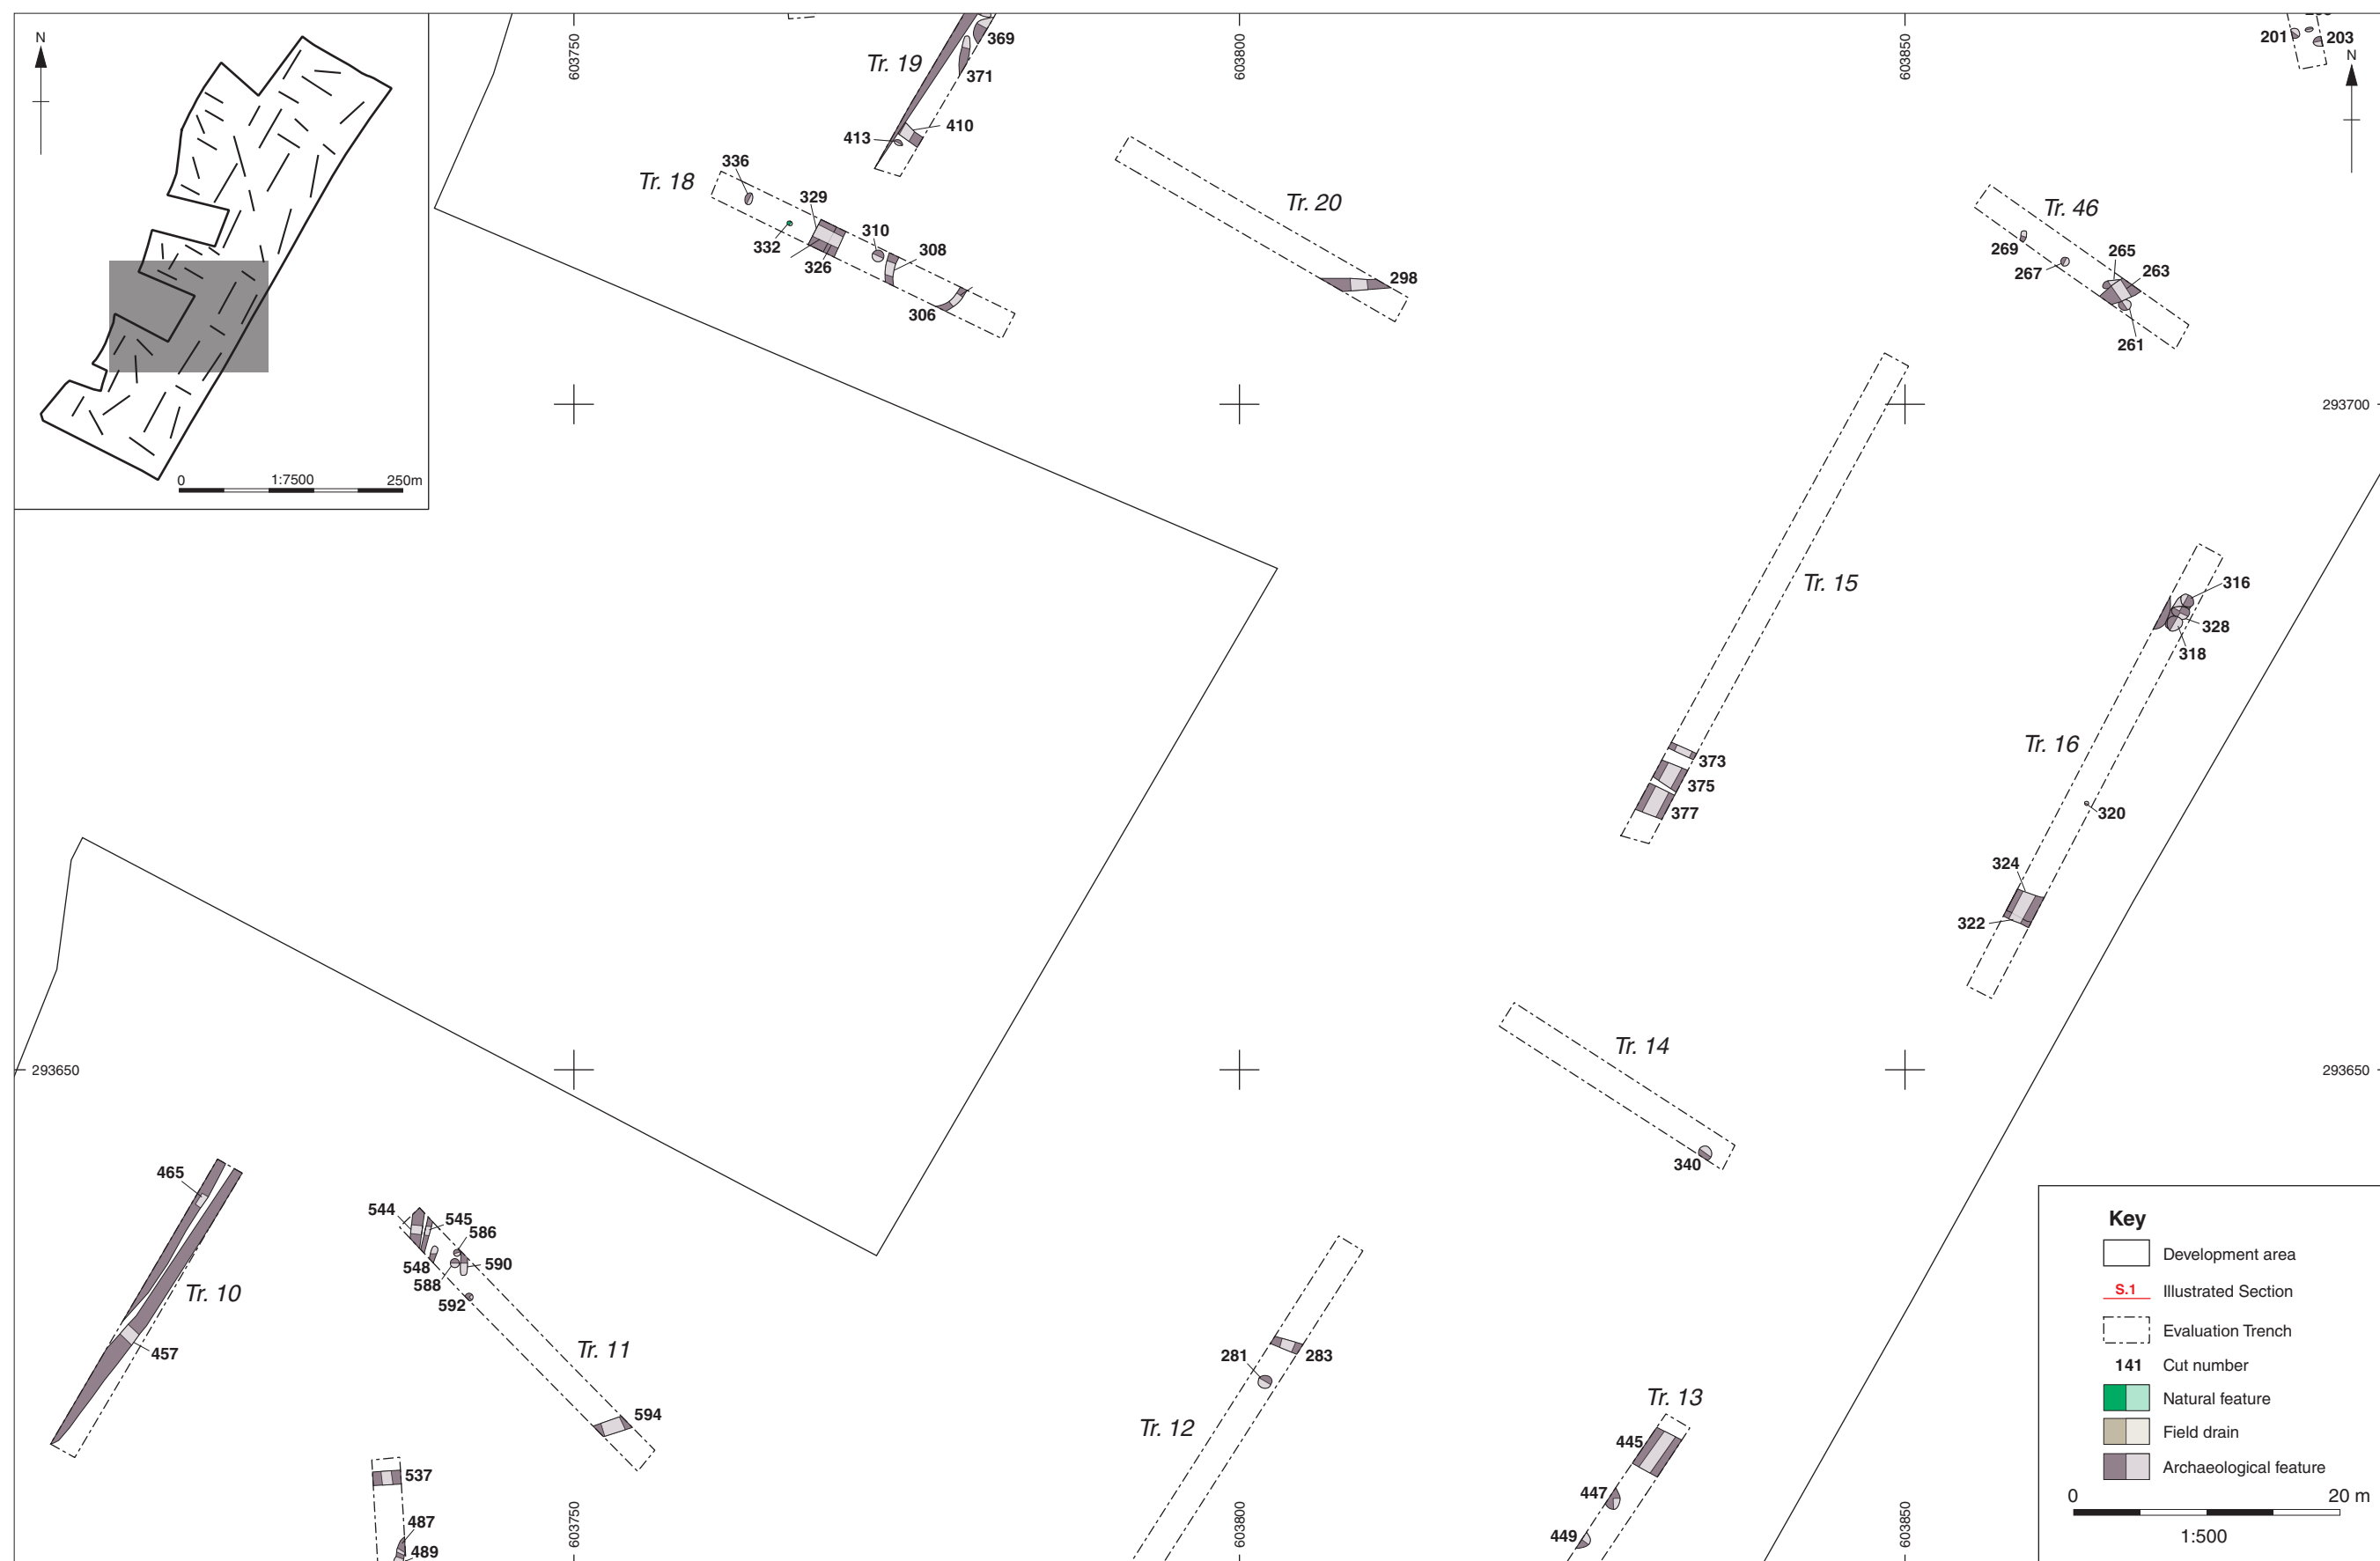 N
0
1:7500
250m
603750
603800
603850
369
Tr. 19
371
410
413
201
203
N
336
Tr. 18
329
332
326
310
308
306
Tr. 20
298
Tr. 46
269
267
265
263
261
293700
Tr. 15
316
328
318
373
375
377
Tr. 16
320
324
322
293650
293650
Tr. 14
340
465
Tr. 10
457
544
545
586
548
588
590
592
Tr. 11
594
537
487
489
281
283
Tr. 12
Tr. 13
445
447
449
603750
603800
603850
Key
Development area
S.1 Illustrated Section
Evaluation Trench
141 Cut number
Natural feature
Field drain
Archaeological feature
0
20 m
1:500